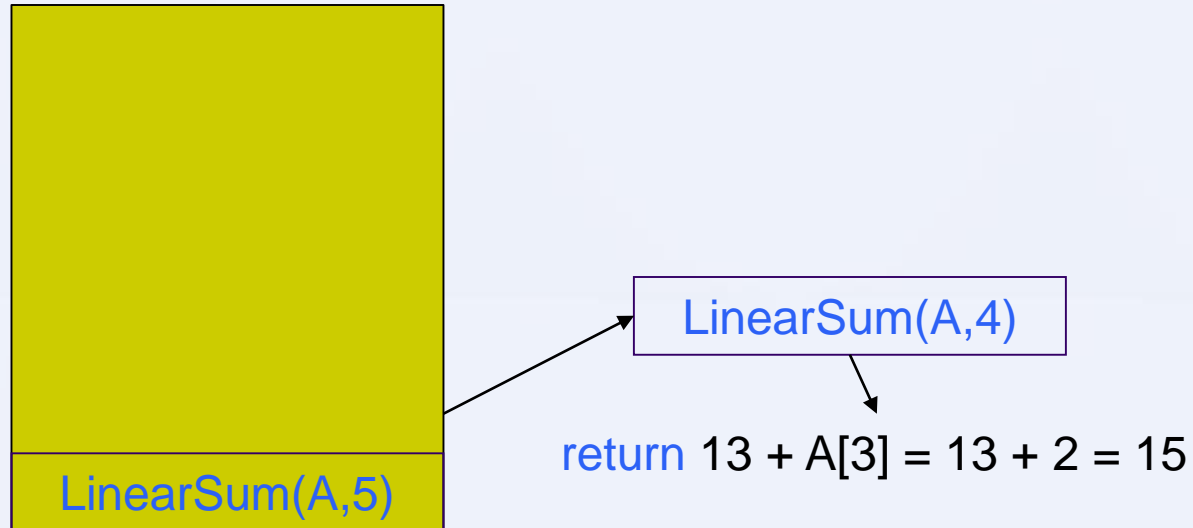 LinearSum(A,4)
return 13 + A[3] = 13 + 2 = 15
LinearSum(A,5)